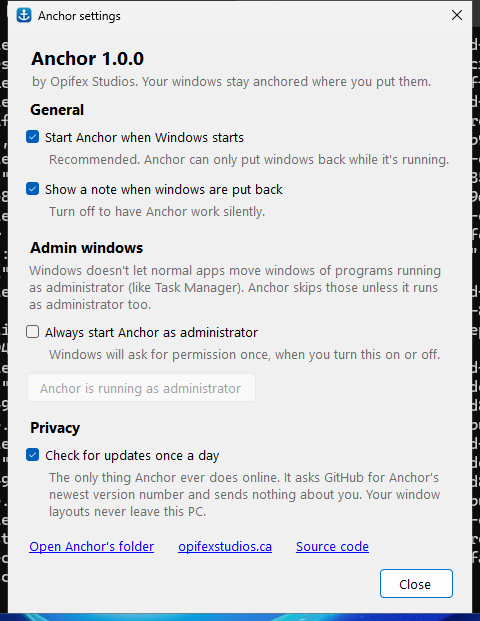 Anchor settings
Anchor 1.0.0
by Opifex Studios. Your windows stay anchored where you put them.
General
Start Anchor when Windows starts
Recommended. Anchor can only put windows back while it's running.
Show a note when windows are put back
Turn off to have Anchor work silently.
Admin windows
Windows doesn't let normal apps move windows of programs running
as administrator (like Task Manager). Anchor skips those unless it runs
as administrator too.
Always start Anchor as administrator
Windows will ask for permission once, when you turn this on or off.
Anchor is running as administrator
Privacy
Check for updates once a day
The only thing Anchor ever does online. It asks GitHub for Anchor's
newest version number and sends nothing about you. Your window
layouts never leave this PC.
Open Anchor's folder opifexstudios.ca Source code
Close